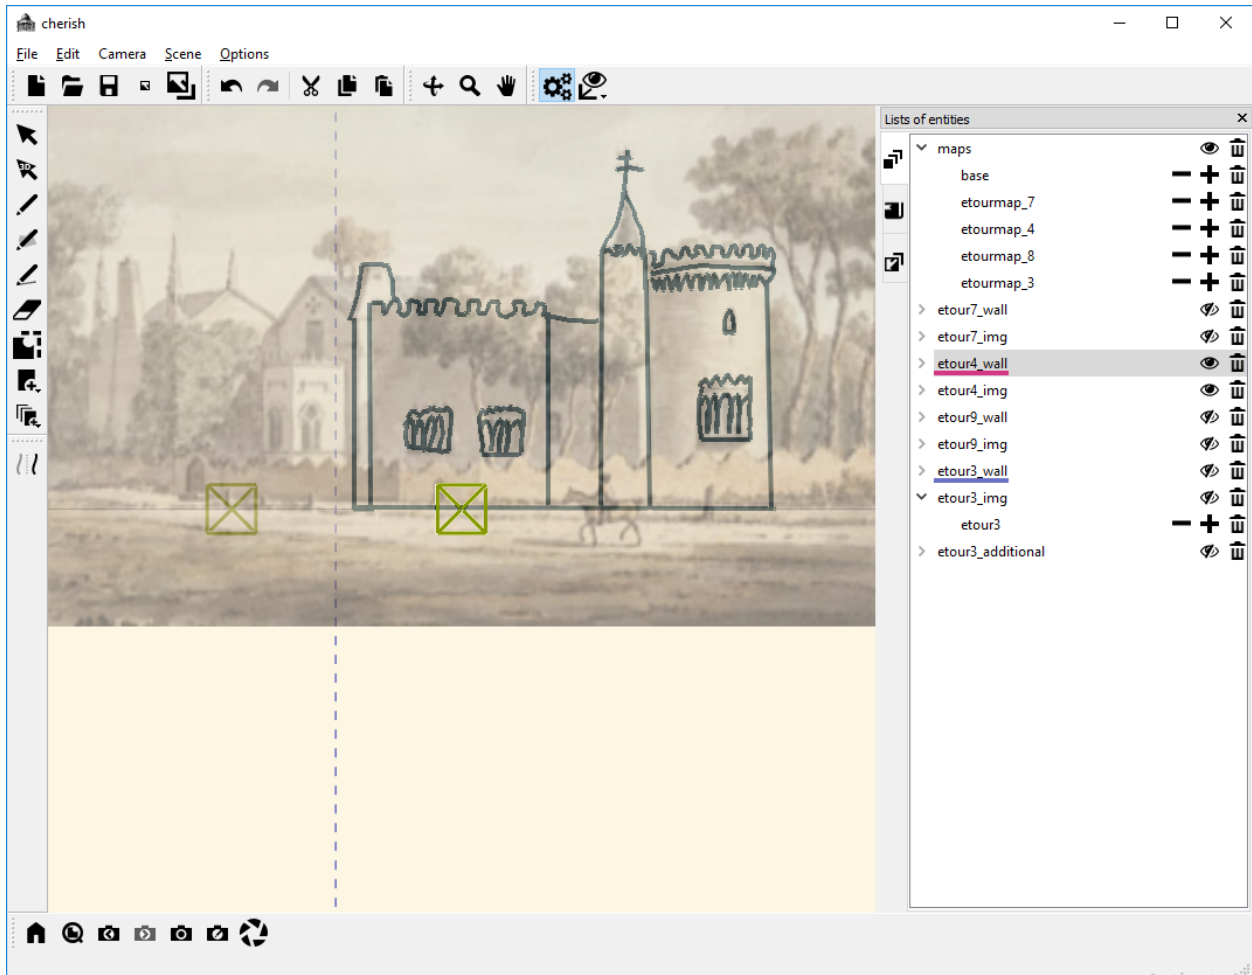 cherish
File Edit Camera Scene Options
Lists of entities
maps
base
etourmap_7
etourmap_4
etourmap_8
etourmap_3
etour7_wall
etour7_img
etour4_wall
etour4_img
etour9_wall
etour9_img
etour3_wall
etour3_img
etour3
etour3_additional